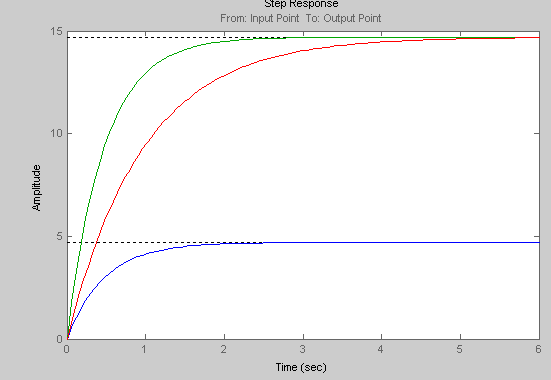 Step Response
From: Input Point To: Output Point
15
10
5
0
Amplitude
0 1 2 3 4 5 6
Time (sec)